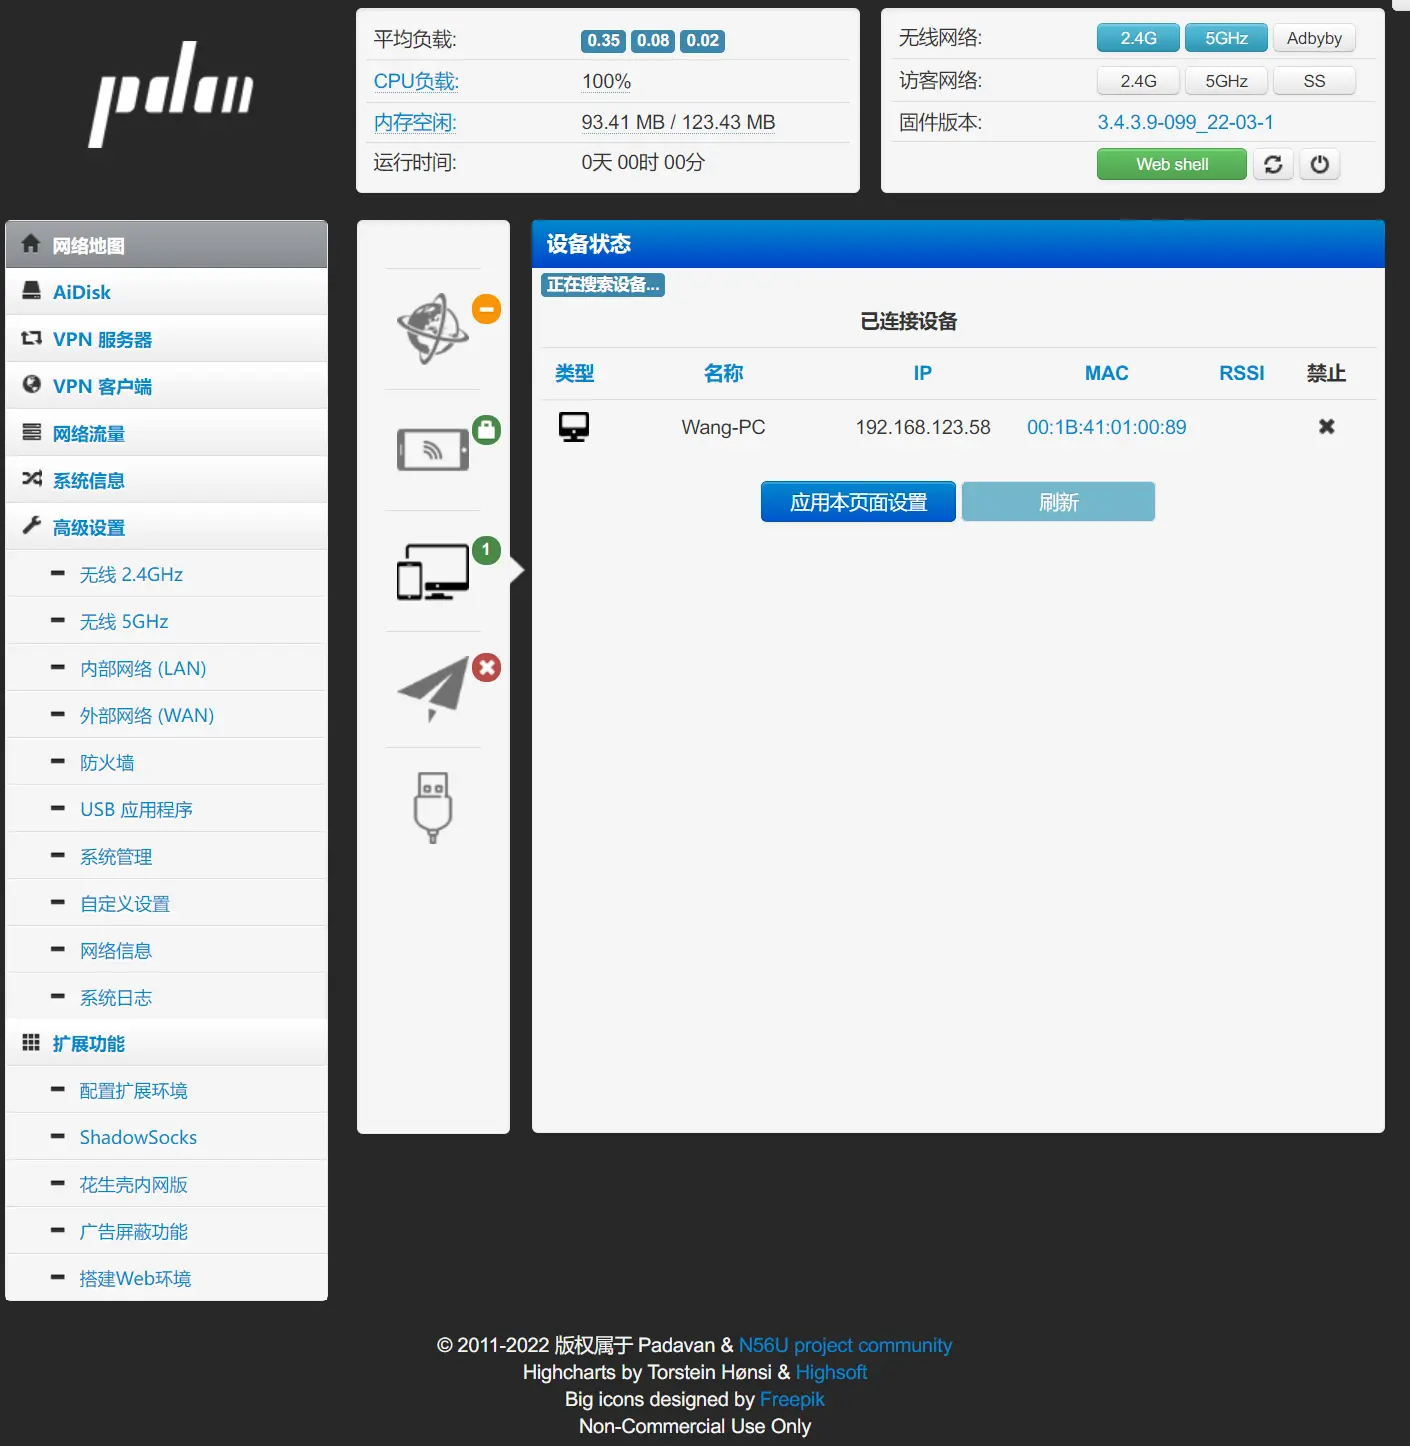 padavan
平均负载: 0.35 0.08 0.02
CPU负载: 100%
内存空闲: 93.41 MB / 123.43 MB
运行时间: 0天 00时 00分
无线网络: 2.4G 5GHz Adbyby
访客网络: 2.4G 5GHz SS
固件版本: 3.4.3.9-099_22-03-1
Web shell
网络地图
AiDisk
VPN 服务器
VPN 客户端
网络流量
系统信息
高级设置
无线 2.4GHz
无线 5GHz
内部网络 (LAN)
外部网络 (WAN)
防火墙
USB 应用程序
系统管理
自定义设置
网络信息
系统日志
扩展功能
配置扩展环境
ShadowSocks
花生壳内网版
广告屏蔽功能
搭建Web环境
1
设备状态
正在搜索设备...
已连接设备
类型 名称 IP MAC RSSI 禁止
Wang-PC 192.168.123.58 00:1B:41:01:00:89
应用本页面设置 刷新
© 2011-2022 版权属于 Padavan & N56U project community
Highcharts by Torstein Hønsi & Highsoft
Big icons designed by Freepik
Non-Commercial Use Only